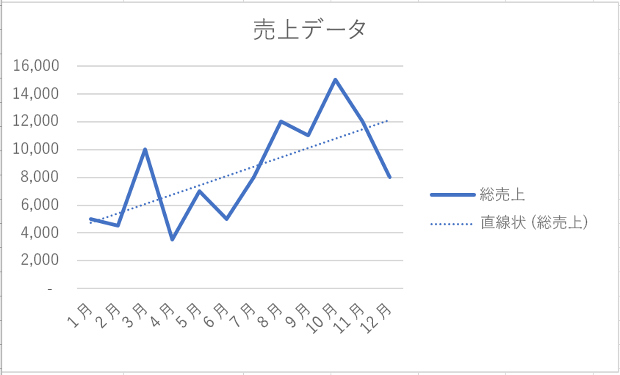 売上データ
16,000
14,000
12,000
10,000
8,000
6,000
4,000
2,000
-
1月
2月
3月
4月
5月
6月
7月
8月
9月
10月
11月
12月
総売上
直線状 (総売上)